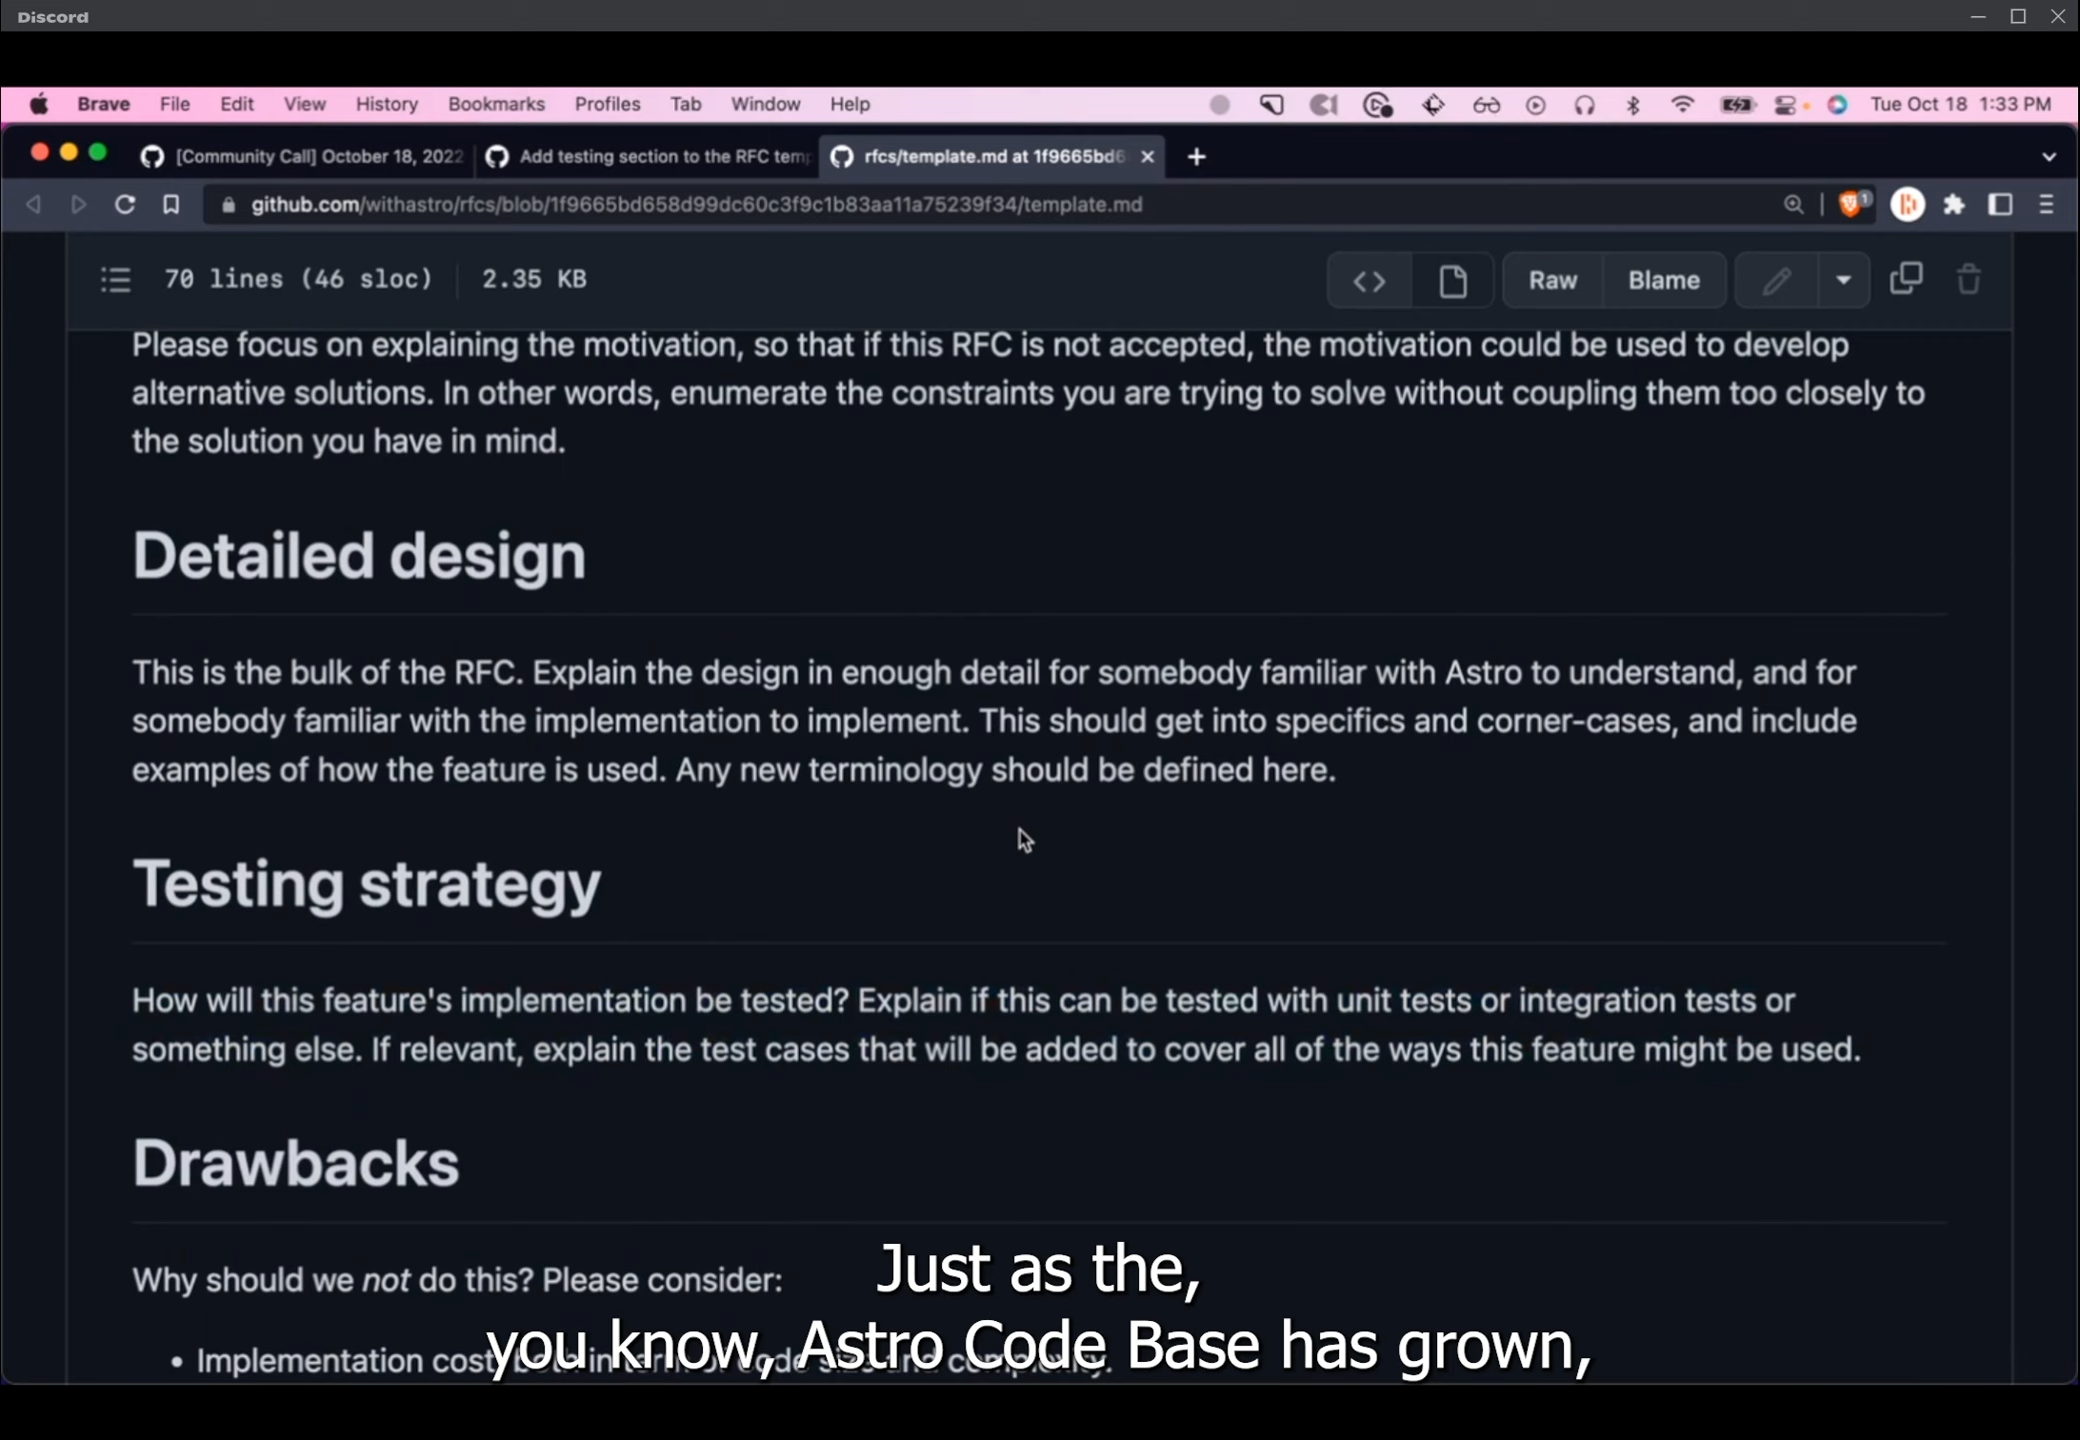 Discord
Brave File Edit View History Bookmarks Profiles Tab Window Help Tue Oct 18 1:33 PM
[Community Call] October 18, 2022 Add testing section to the RFC temp rfcs/template.md at 1f9665bd6
github.com/withastro/rfcs/blob/1f9665bd658d99dc60c3f9c1b83aa11a75239f34/template.md 1
70 lines (46 sloc) 2.35 KB Raw Blame
Please focus on explaining the motivation, so that if this RFC is not accepted, the motivation could be used to develop
alternative solutions. In other words, enumerate the constraints you are trying to solve without coupling them too closely to
the solution you have in mind.
Detailed design
This is the bulk of the RFC. Explain the design in enough detail for somebody familiar with Astro to understand, and for
somebody familiar with the implementation to implement. This should get into specifics and corner-cases, and include
examples of how the feature is used. Any new terminology should be defined here.
Testing strategy
How will this feature's implementation be tested? Explain if this can be tested with unit tests or integration tests or
something else. If relevant, explain the test cases that will be added to cover all of the ways this feature might be used.
Drawbacks
Why should we not do this? Please consider:
Just as the,
• Implementation cost, both in term of code size and complexity.
you know, Astro Code Base has grown,